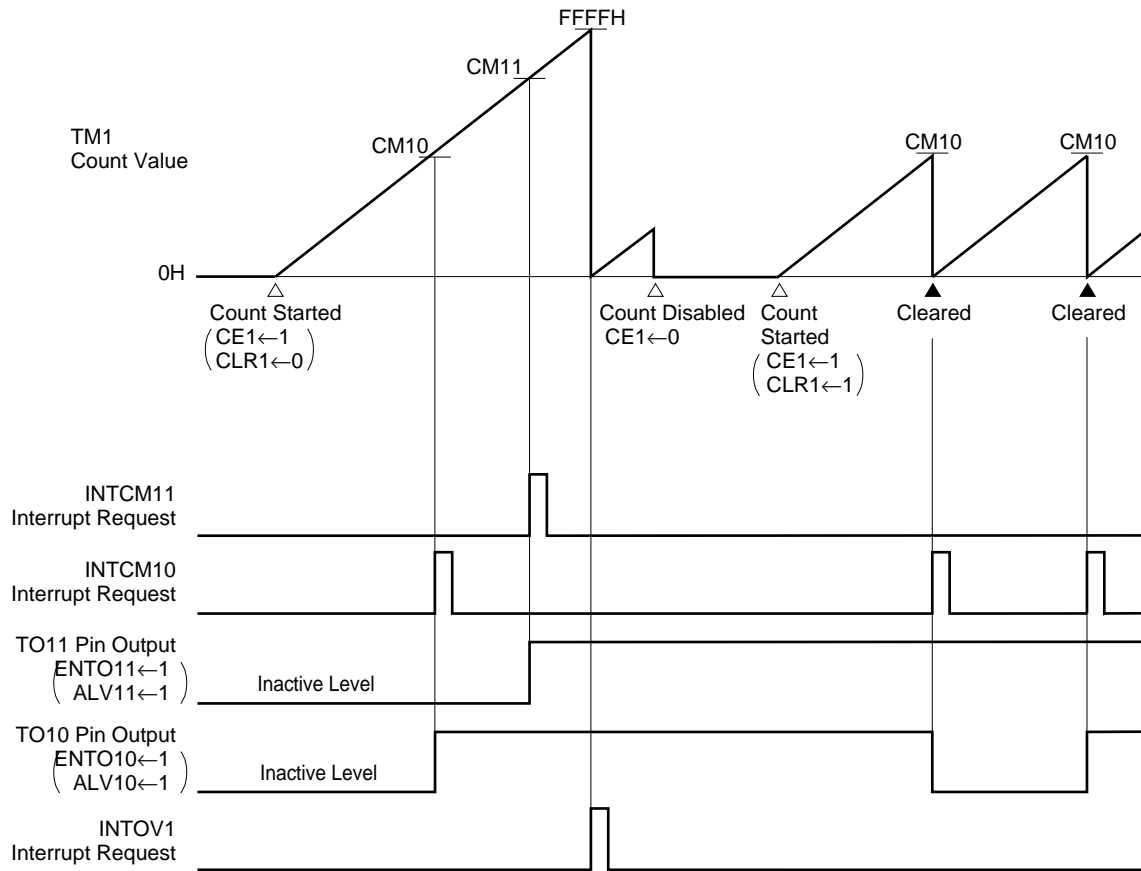 FFFFH
CM11
TM1
Count Value
CM10
CM10
CM10
0H
Count Started
(CE1←1
CLR1←0)
Count Disabled
CE1←0
Count
Started
(CE1←1
CLR1←1)
Cleared
Cleared
INTCM11
Interrupt Request
INTCM10
Interrupt Request
TO11 Pin Output
(ENTO11←1
ALV11←1)
Inactive Level
TO10 Pin Output
(ENTO10←1
ALV10←1)
Inactive Level
INTOV1
Interrupt Request